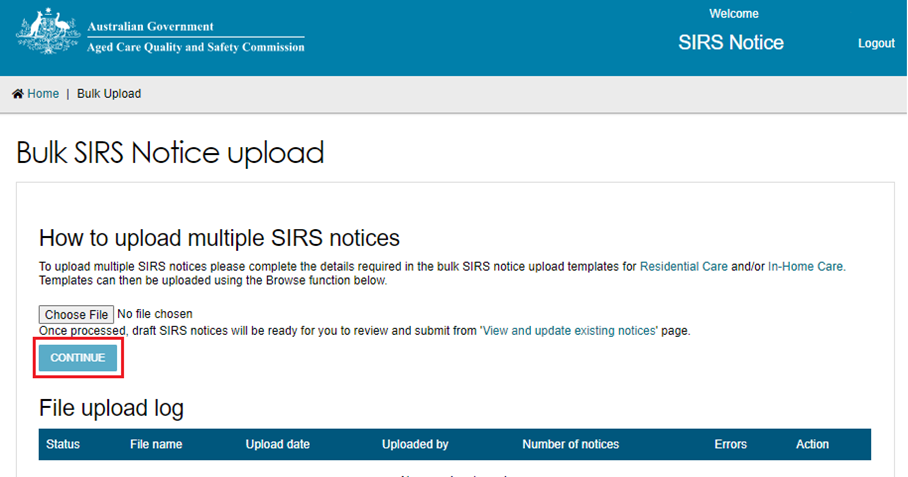 Australian Government
Aged Care Quality and Safety Commission
Welcome
SIRS Notice
Logout
Home | Bulk Upload
Bulk SIRS Notice upload
How to upload multiple SIRS notices
To upload multiple SIRS notices please complete the details required in the bulk SIRS notice upload templates for Residential Care and/or In-Home Care.
Templates can then be uploaded using the Browse function below.
Choose File No file chosen
Once processed, draft SIRS notices will be ready for you to review and submit from 'View and update existing notices' page.
CONTINUE
File upload log
Status File name Upload date Uploaded by Number of notices Errors Action